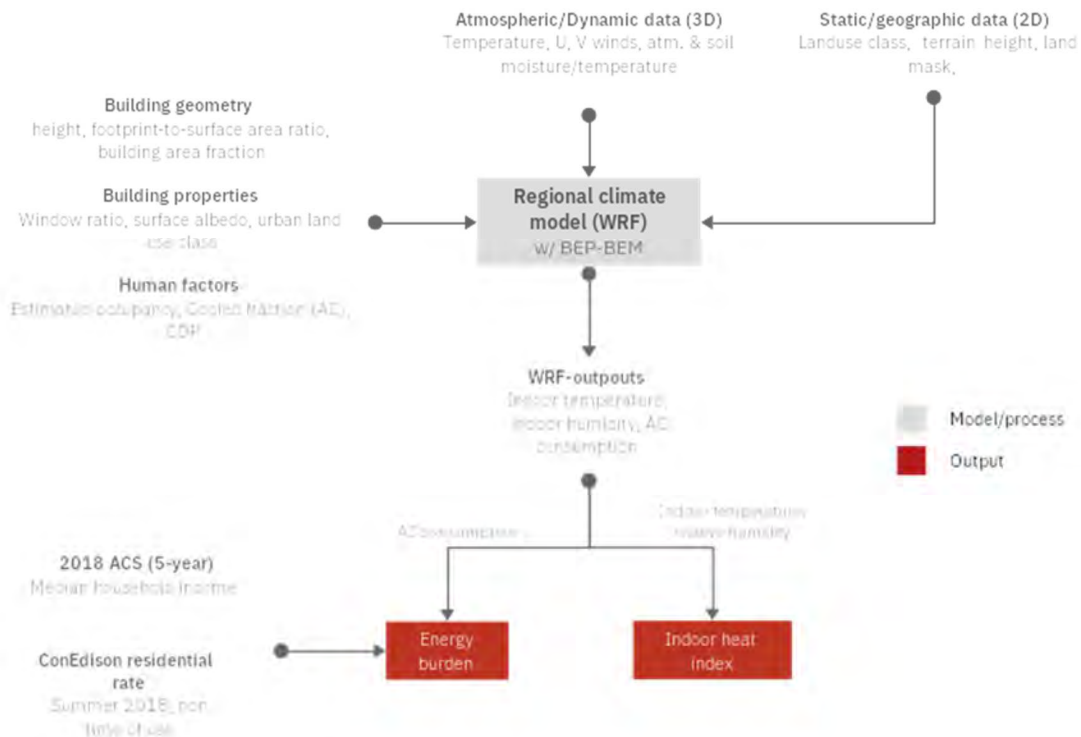 Atmospheric/Dynamic data (3D)
Temperature, U, V winds, atm. & soil
moisture/temperature
Static/geographic data (2D)
Landuse class, terrain height, land
mask,
Building geometry
height, footprint-to-surface area ratio,
building area fraction
Building properties
Window ratio, surface albedo, urban land
use class
Human factors
Estimated occupancy, Cooled fraction (AC),
COP
Regional climate
model (WRF)
w/ BEP-BEM
WRF-outpouts
Indoor temperature,
indoor humidity, AC
consumption
Model/process
Output
AC consumption
Indoor temperature,
relative humidity
2018 ACS (5-year)
Median household income
Energy
burden
Indoor heat
index
ConEdison residential
rate
Summer 2018, non
time of use